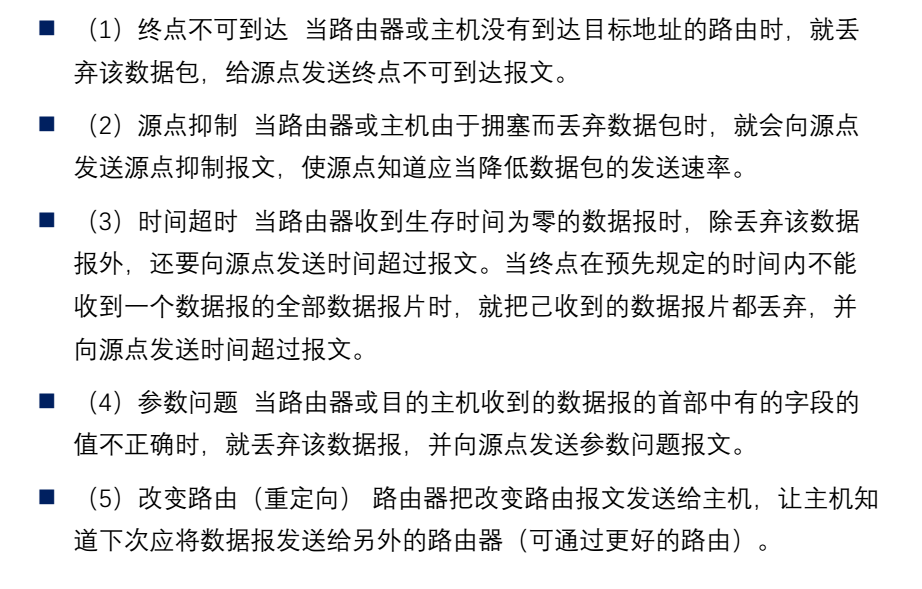 ■ （1）终点不可到达 当路由器或主机没有到达目标地址的路由时，就丢
弃该数据包，给源点发送终点不可到达报文。
■ （2）源点抑制 当路由器或主机由于拥塞而丢弃数据包时，就会向源点
发送源点抑制报文，使源点知道应当降低数据包的发送速率。
■ （3）时间超时 当路由器收到生存时间为零的数据报时，除丢弃该数据
报外，还要向源点发送时间超过报文。当终点在预先规定的时间内不能
收到一个数据报的全部数据报片时，就把己收到的数据报片都丢弃，并
向源点发送时间超过报文。
■ （4）参数问题 当路由器或目的主机收到的数据报的首部中有的字段的
值不正确时，就丢弃该数据报，并向源点发送参数问题报文。
■ （5）改变路由（重定向） 路由器把改变路由报文发送给主机，让主机知
道下次应将数据报发送给另外的路由器（可通过更好的路由）。